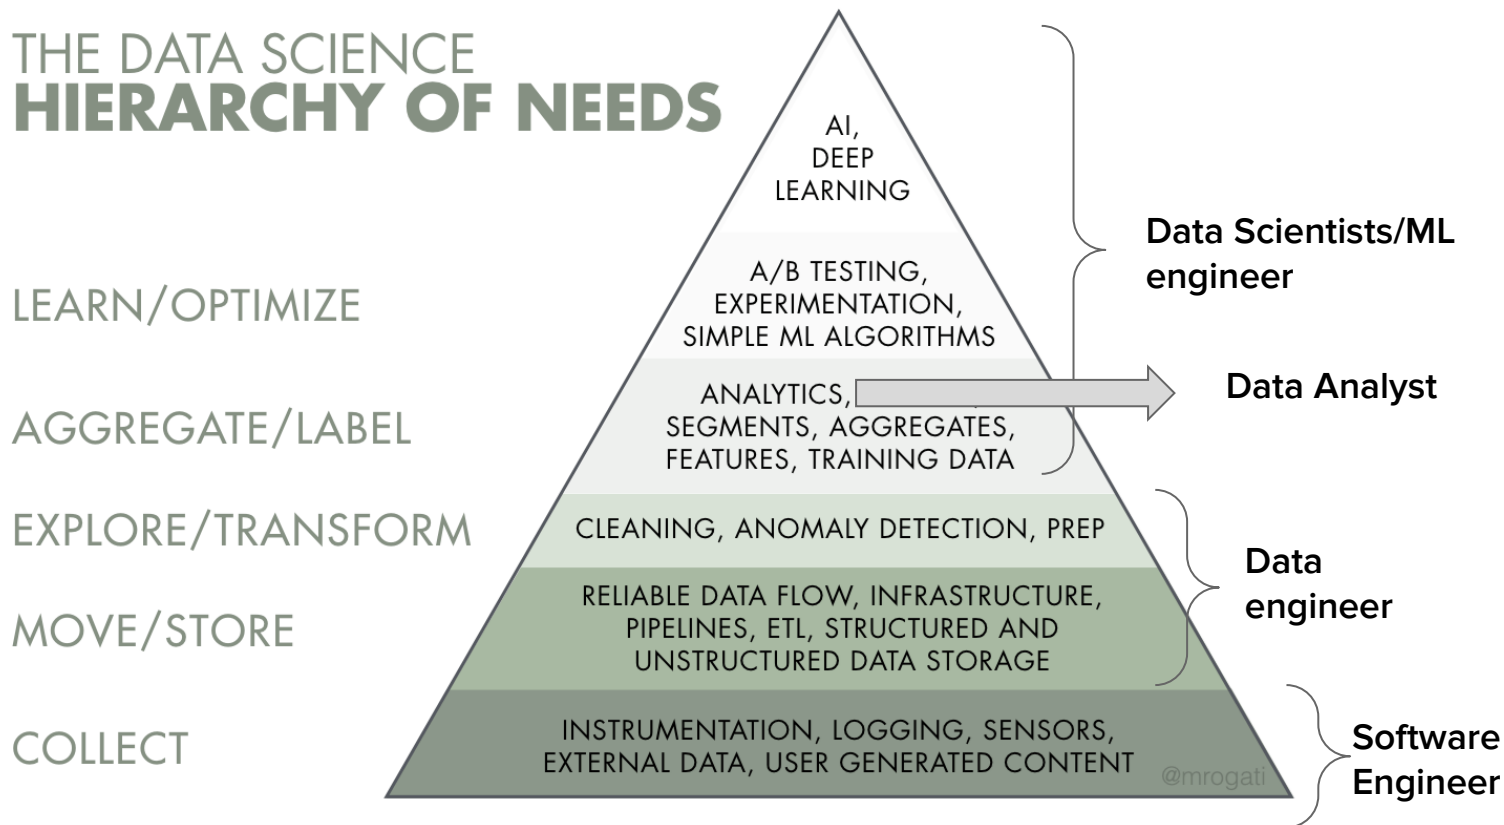 THE DATA SCIENCE
HIERARCHY OF NEEDS
AI,
DEEP
LEARNING
LEARN/OPTIMIZE
A/B TESTING,
EXPERIMENTATION,
SIMPLE ML ALGORITHMS
Data Scientists/ML
engineer
AGGREGATE/LABEL
ANALYTICS,
SEGMENTS, AGGREGATES,
FEATURES, TRAINING DATA
Data Analyst
EXPLORE/TRANSFORM
CLEANING, ANOMALY DETECTION, PREP
Data
engineer
MOVE/STORE
RELIABLE DATA FLOW, INFRASTRUCTURE,
PIPELINES, ETL, STRUCTURED AND
UNSTRUCTURED DATA STORAGE
COLLECT
INSTRUMENTATION, LOGGING, SENSORS,
EXTERNAL DATA, USER GENERATED CONTENT
@mrogati
Software
Engineer